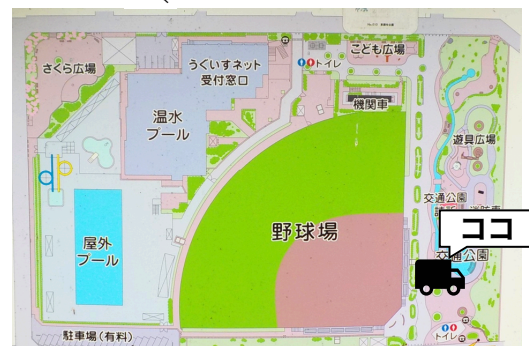 さくら広場
うぐいすネット
受付窓口
トイレ
こども広場
温水
プール
機関車
遊具広場
交通公園
野球場
ココ
屋外
プール
交通公園
トイレ
駐車場(有料)